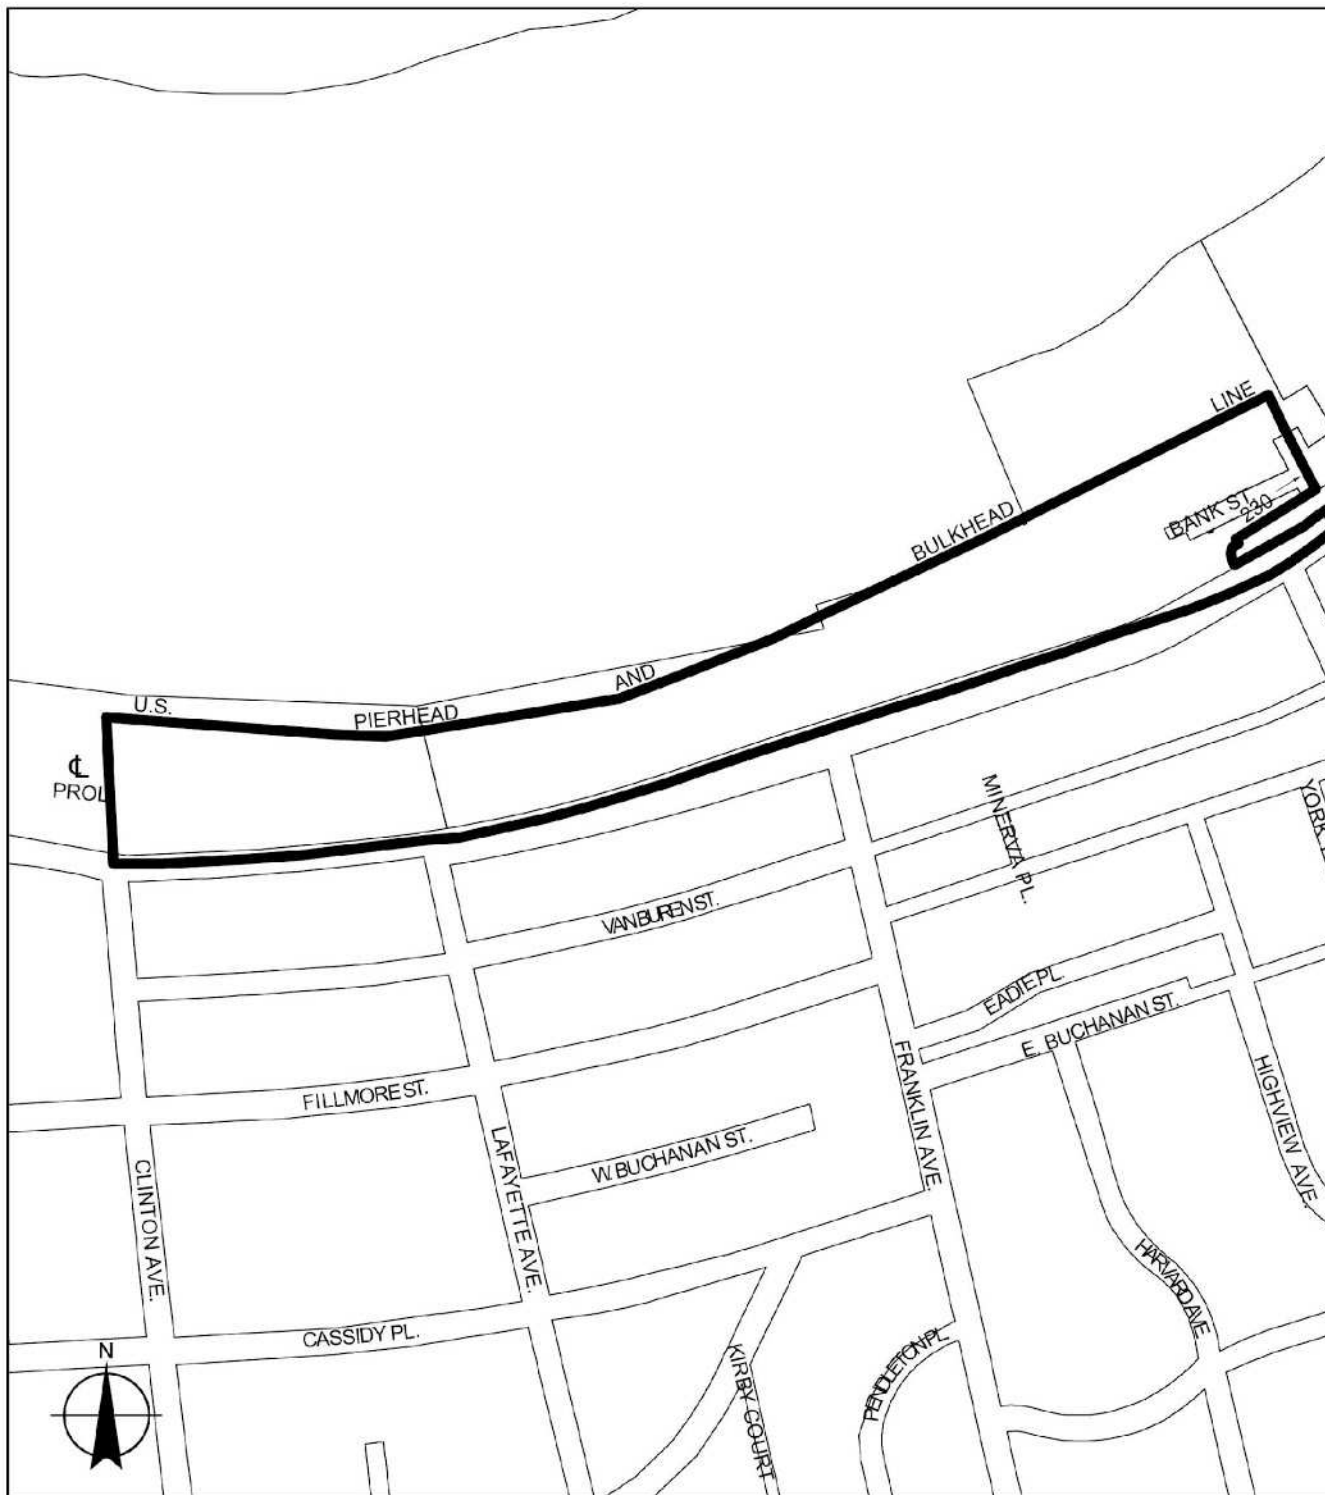 LINE
BANK ST.
230
BULKHEAD
AND
U.S.
PIERHEAD
℄
PROL
MINERVA PL.
YORK
VAN BUREN ST.
EADIE PL.
E. BUCHANAN ST.
FRANKLIN AVE.
HIGHVIEW AVE.
FILLMORE ST.
LAFAYETTE AVE.
W. BUCHANAN ST.
CLINTON AVE.
HARVARD AVE
CASSIDY PL.
KIRBY COURT
PENDLETON PL.
N